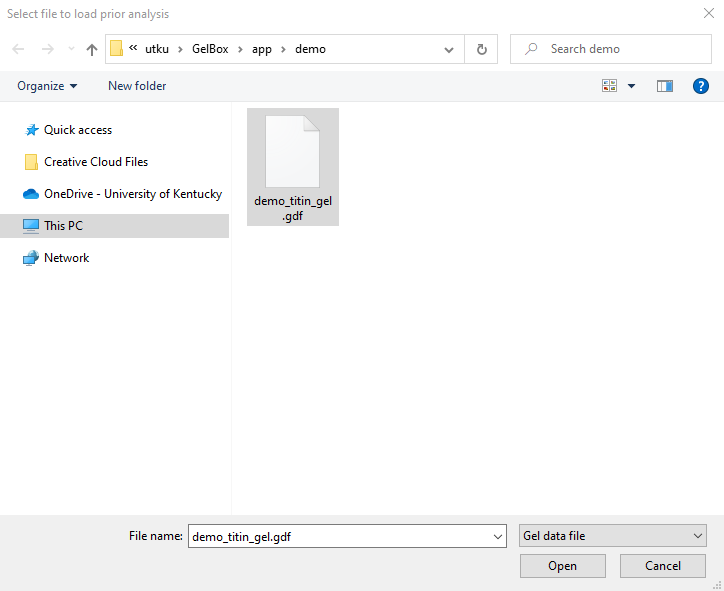 Select file to load prior analysis
« utku > GelBox > app > demo
Search demo
Organize
New folder
?
Quick access
Creative Cloud Files
OneDrive - University of Kentucky
This PC
Network
demo_titin_gel
.gdf
File name: demo_titin_gel.gdf
Gel data file
Open Cancel